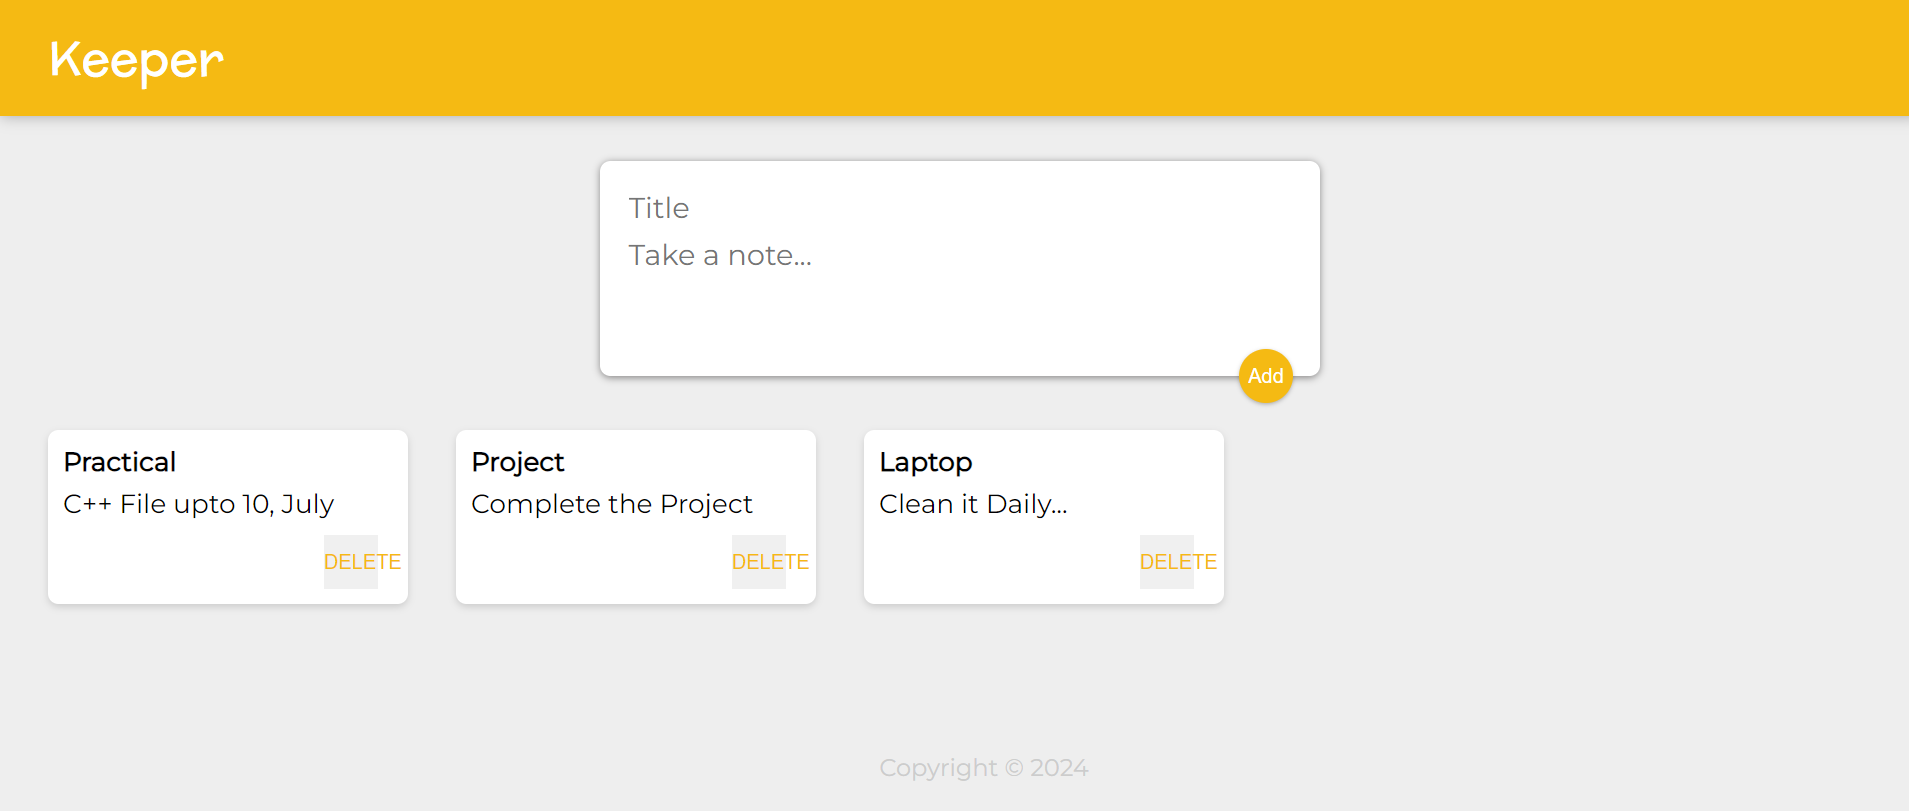 Keeper
Title
Take a note...
Add
Practical
C++ File upto 10, July
DELETE
Project
Complete the Project
DELETE
Laptop
Clean it Daily...
DELETE
Copyright © 2024